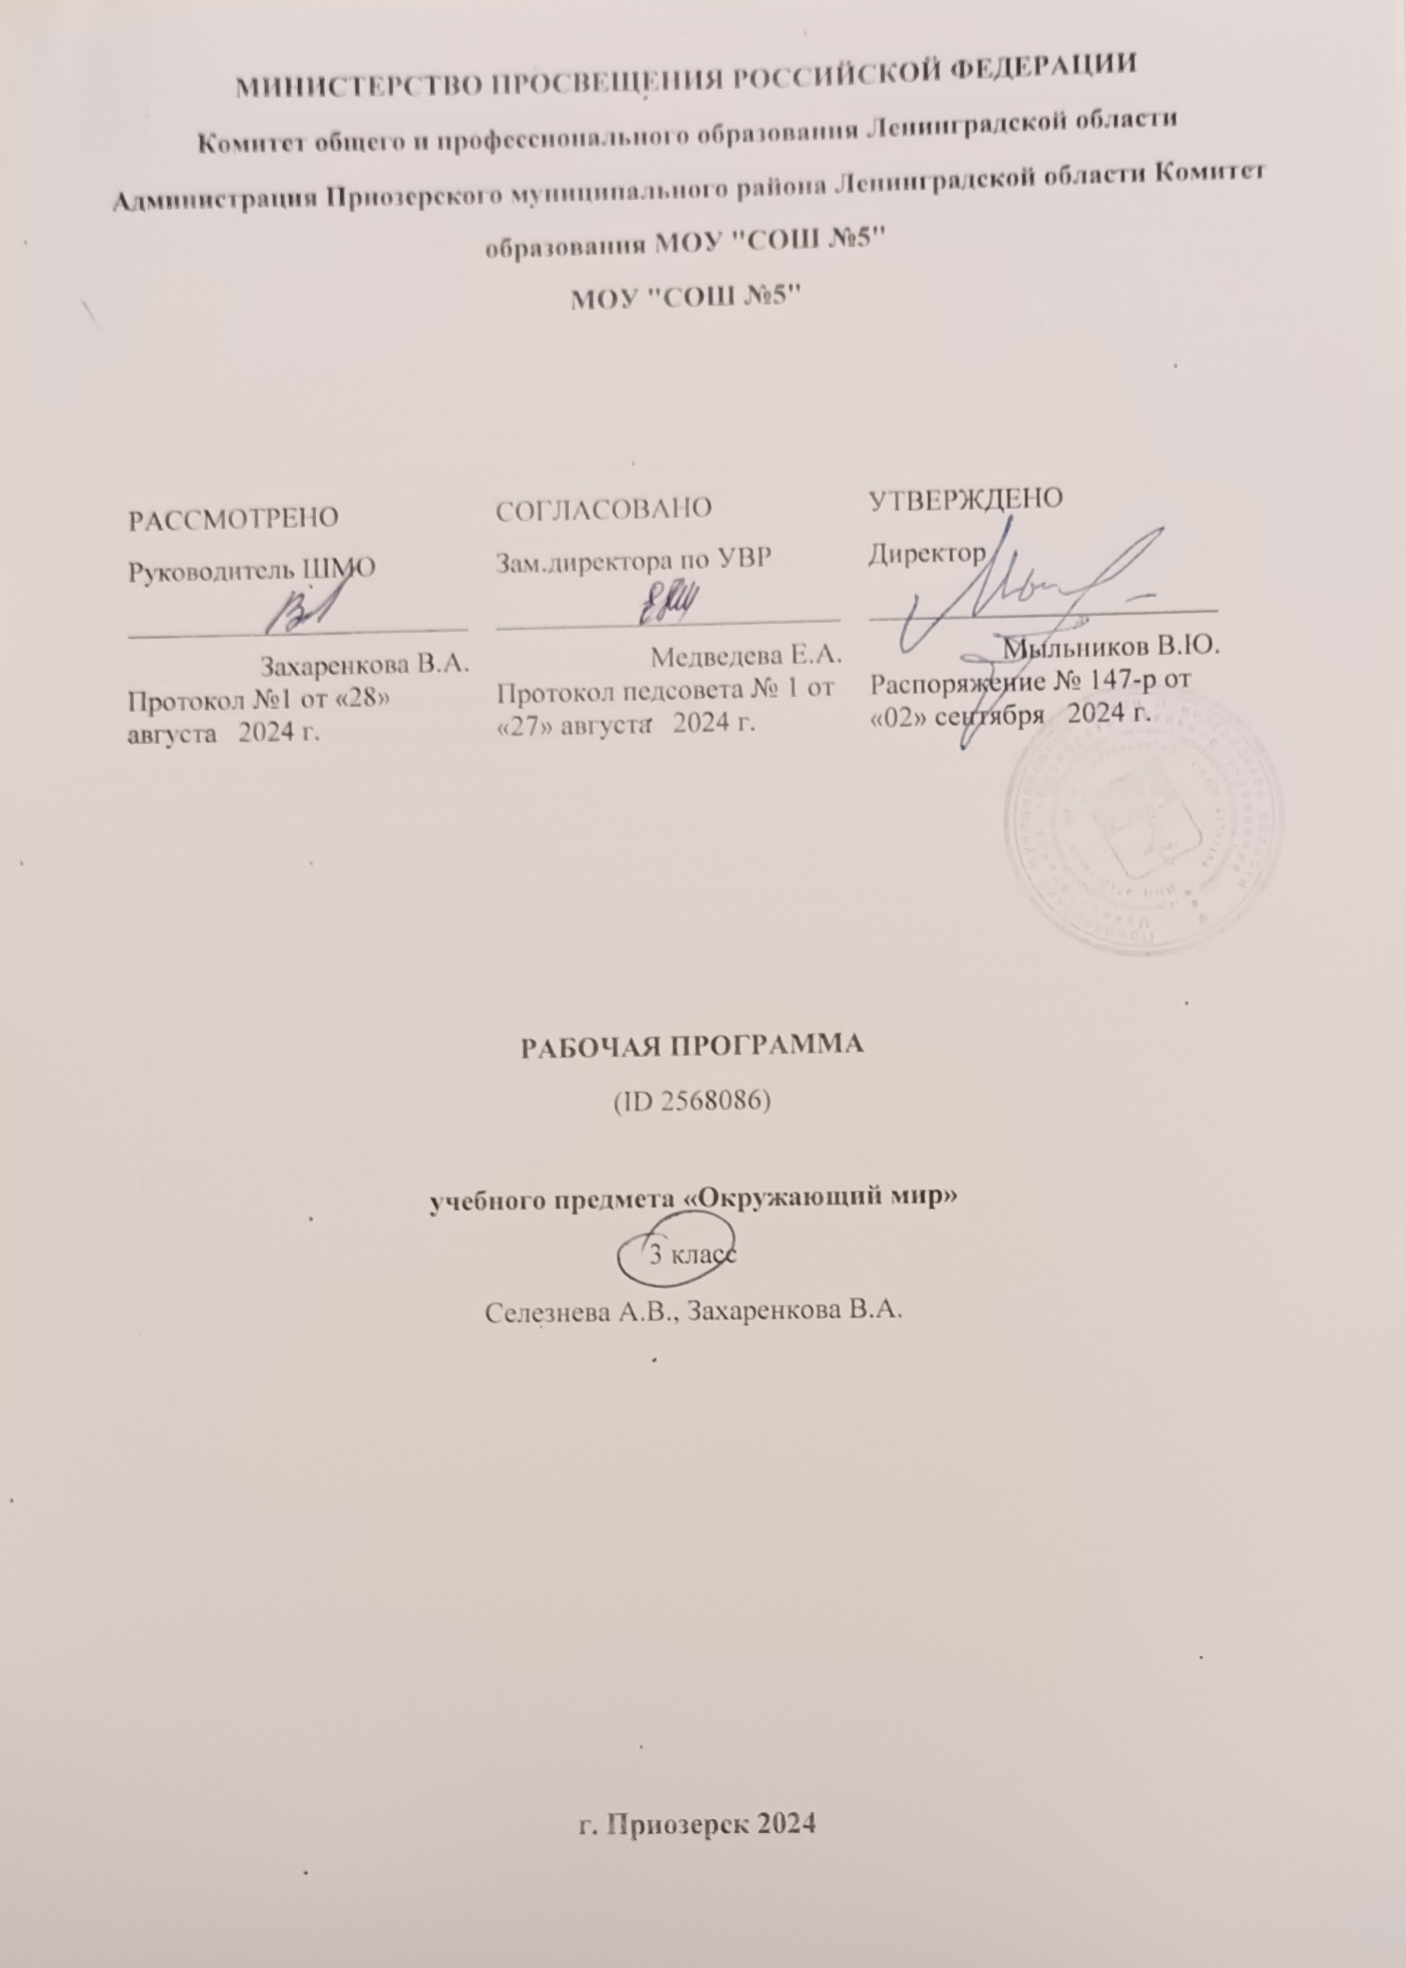 МИНИСТЕРСТВО ПРОСВЕЩЕНИЯ РОССИЙСКОЙ ФЕДЕРАЦИИ
Комитет общего и профессионального образования Ленинградской области
Администрация Приозерского муниципального района Ленинградской области Комитет
образования МОУ "СОШ №5"
МОУ "СОШ №5"
РАССМОТРЕНО
Руководитель ШМО
Захаренкова В.А.
Протокол №1 от «28»
августа 2024 г.
СОГЛАСОВАНО
Зам.директора по УВР
Медведева Е.А.
Протокол педсовета № 1 от
«27» августа 2024 г.
УТВЕРЖДЕНО
Директор
Мыльников В.Ю.
Распоряжение № 147-р от
«02» сентября 2024 г.
РАБОЧАЯ ПРОГРАММА
(ID 2568086)
учебного предмета «Окружающий мир»
3 класс
Селезнева А.В., Захаренкова В.А.
г. Приозерск 2024